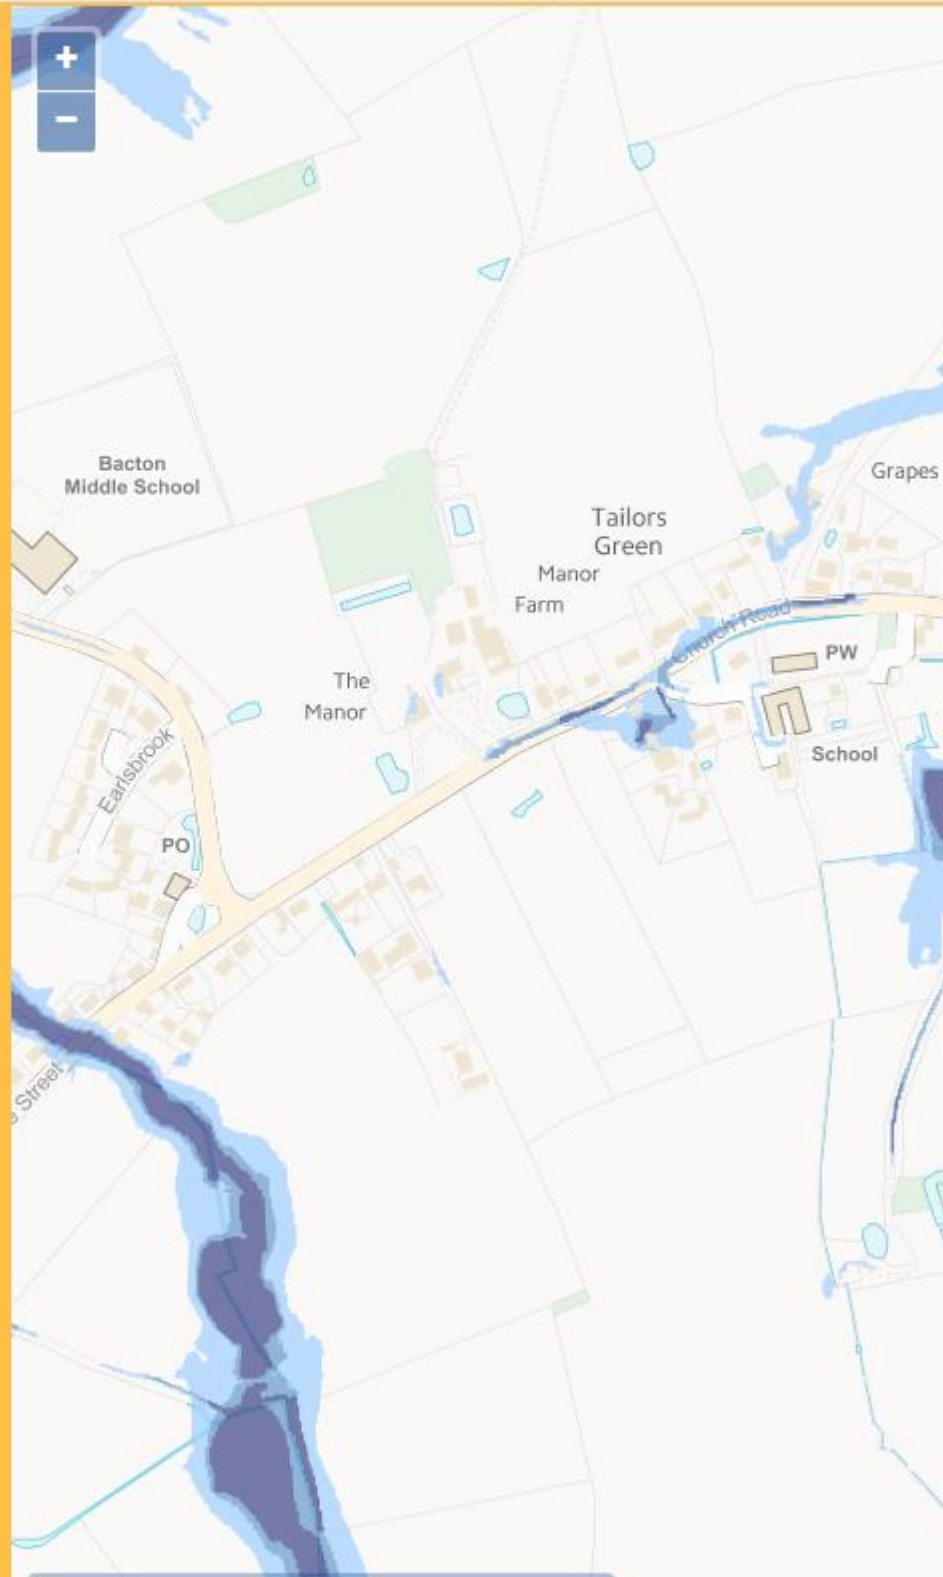 +
−
Bacton
Middle School
Grapes
Tailors
Green
Manor
Farm
Church Road
PW
The
Manor
School
Earlsbrook
PO
Street